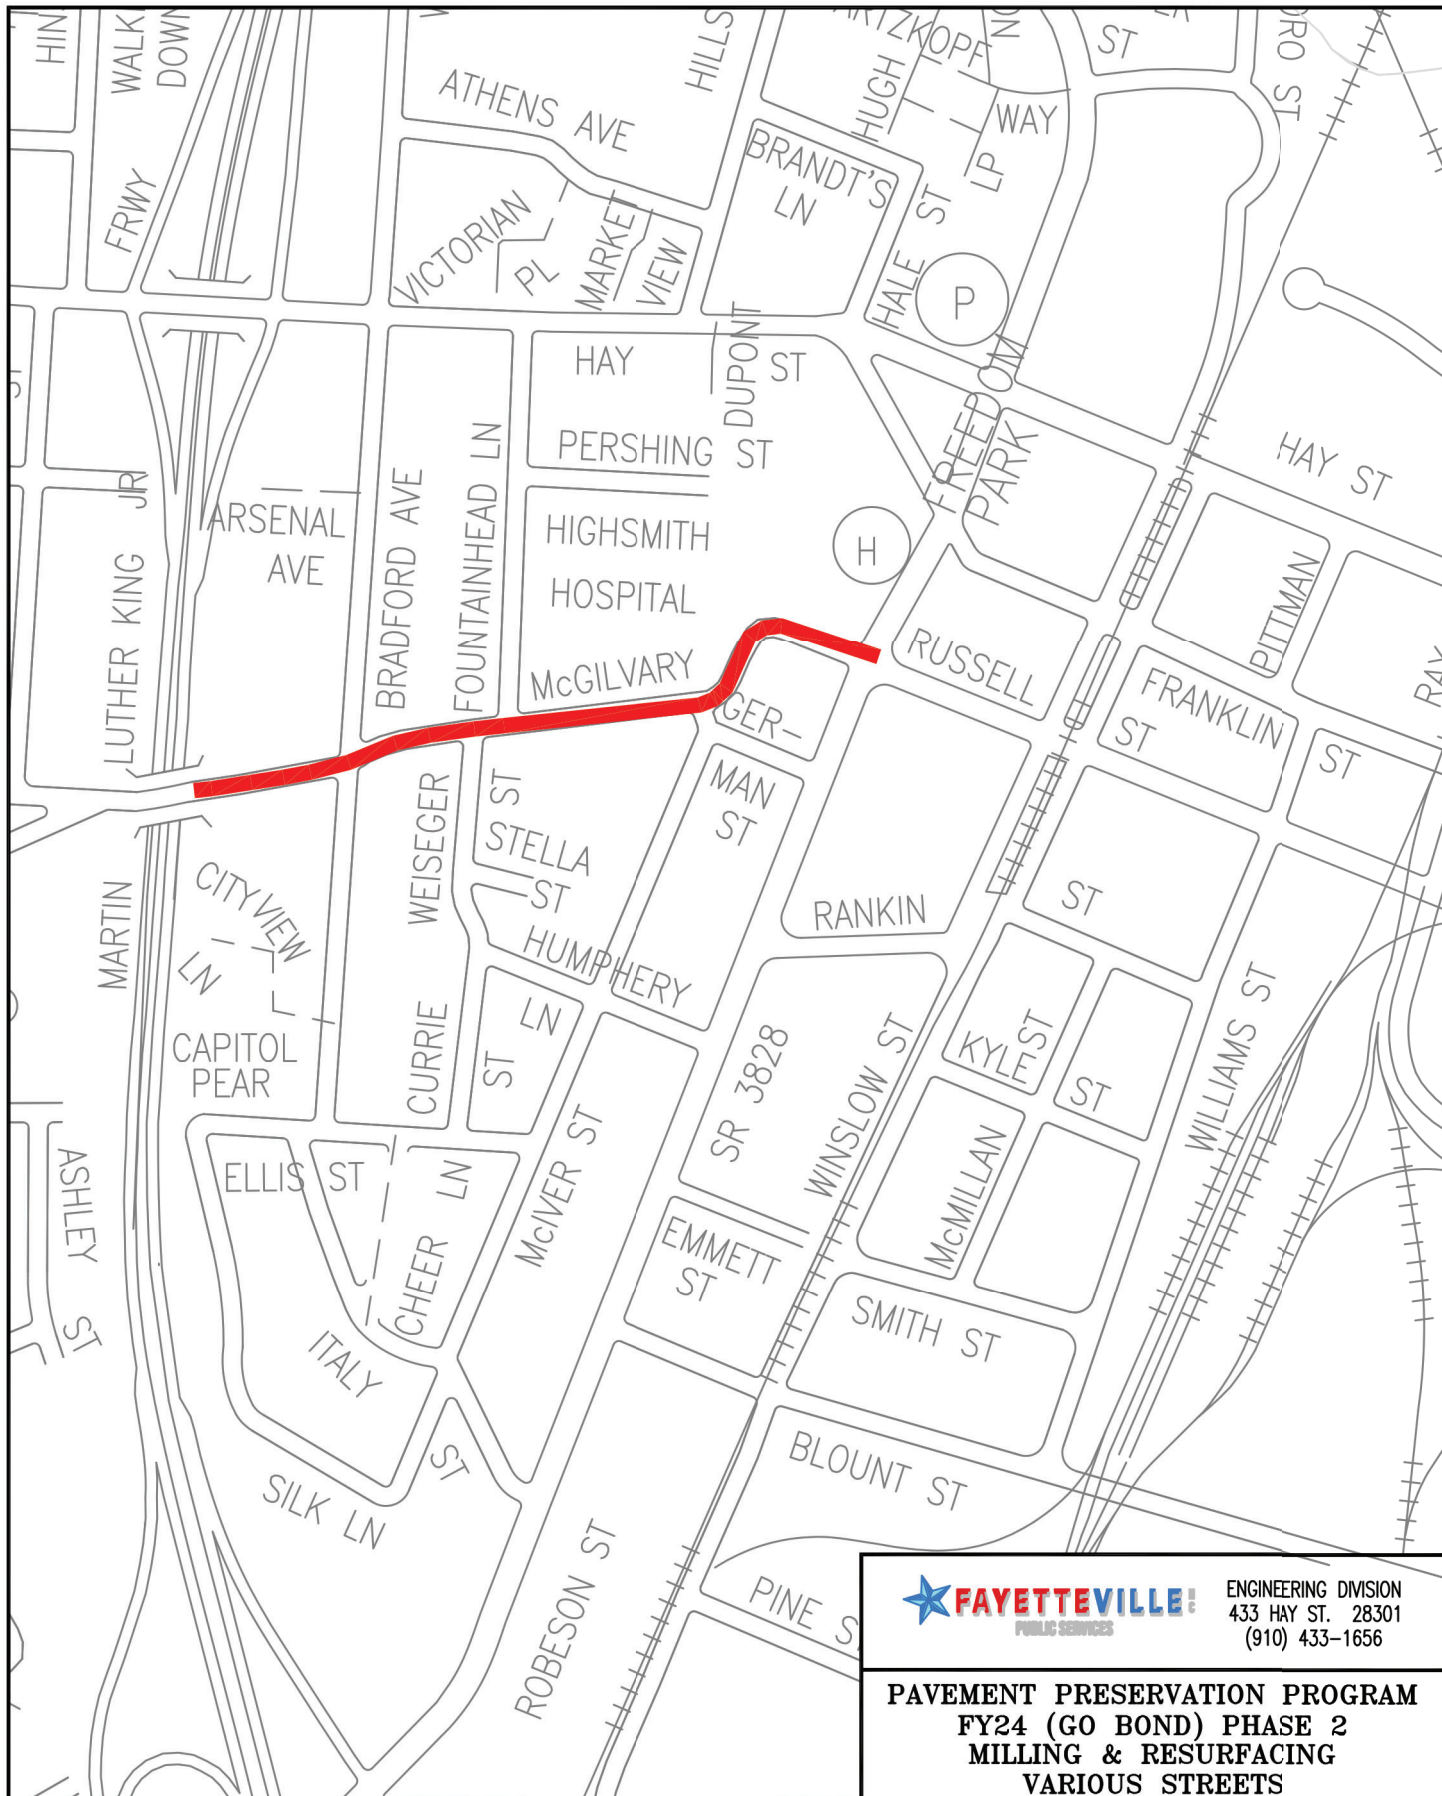 WALK
DOWN
HILLS
ST
ORO ST
ATHENS AVE
HUGH
WAY
LP
BRANDT'S
LN
FRWY
VICTORIAN
PL
MARKET
VIEW
HALE ST
P
HAY ST
DUPONT
FREEDOM
PARK
PERSHING ST
HAY ST
JR
ARSENAL
AVE
BRADFORD AVE
FOUNTAINHEAD LN
HIGHSMITH
HOSPITAL
H
PITTMAN
LUTHER KING
McGILVARY
RUSSELL
FRANKLIN
ST
ST
RAY
GER-
MAN
ST
ST
WEISEGER
STELLA
ST
CITYVIEW
LN
MARTIN
RANKIN
ST
HUMPHERY
LN
CAPITOL
PEAR
CURRIE
ST
SR 3828
WINSLOW ST
KYLE ST
ST
WILLIAMS ST
ASHLEY
ST
ELLIS ST
CHEER LN
McIVER ST
McMILLAN
EMMETT
ST
SMITH ST
ITALY
ST
SILK LN
BLOUNT ST
ROBESON ST
PINE S
FAYETTEVILLE
PUBLIC SERVICES
ENGINEERING DIVISION
433 HAY ST. 28301
(910) 433-1656
PAVEMENT PRESERVATION PROGRAM
FY24 (GO BOND) PHASE 2
MILLING & RESURFACING
VARIOUS STREETS